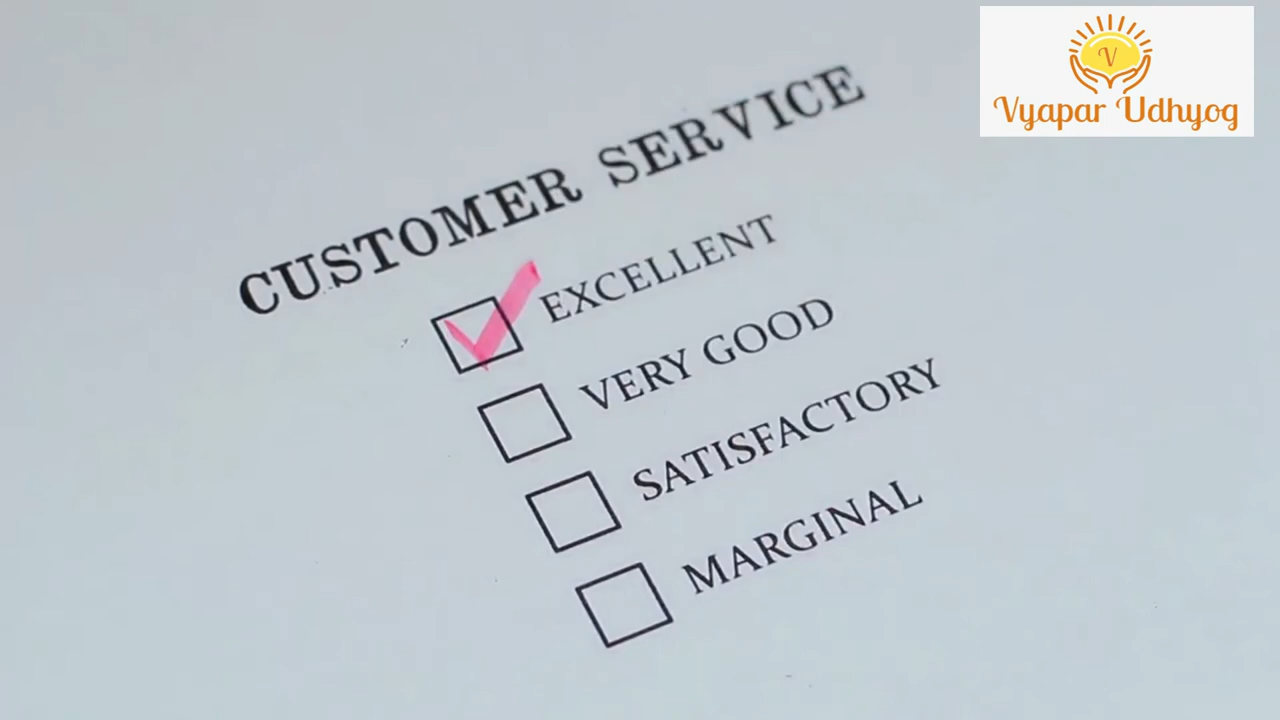 V
Vyapar Udhyog
CUSTOMER SERVICE
EXCELLENT
VERY GOOD
SATISFACTORY
MARGINAL